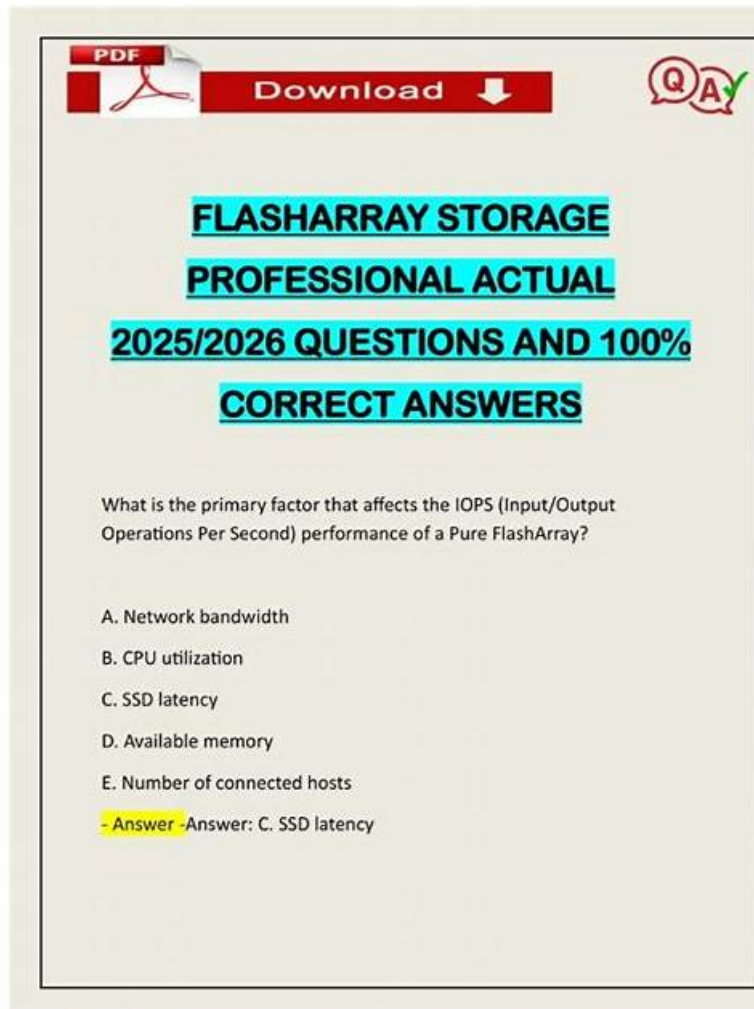 PDF
Download
Q
A
FLASHARRAY STORAGE
PROFESSIONAL ACTUAL
2025/2026 QUESTIONS AND 100%
CORRECT ANSWERS
What is the primary factor that affects the IOPS (Input/Output
Operations Per Second) performance of a Pure FlashArray?
A. Network bandwidth
B. CPU utilization
C. SSD latency
D. Available memory
E. Number of connected hosts
- Answer -Answer: C. SSD latency